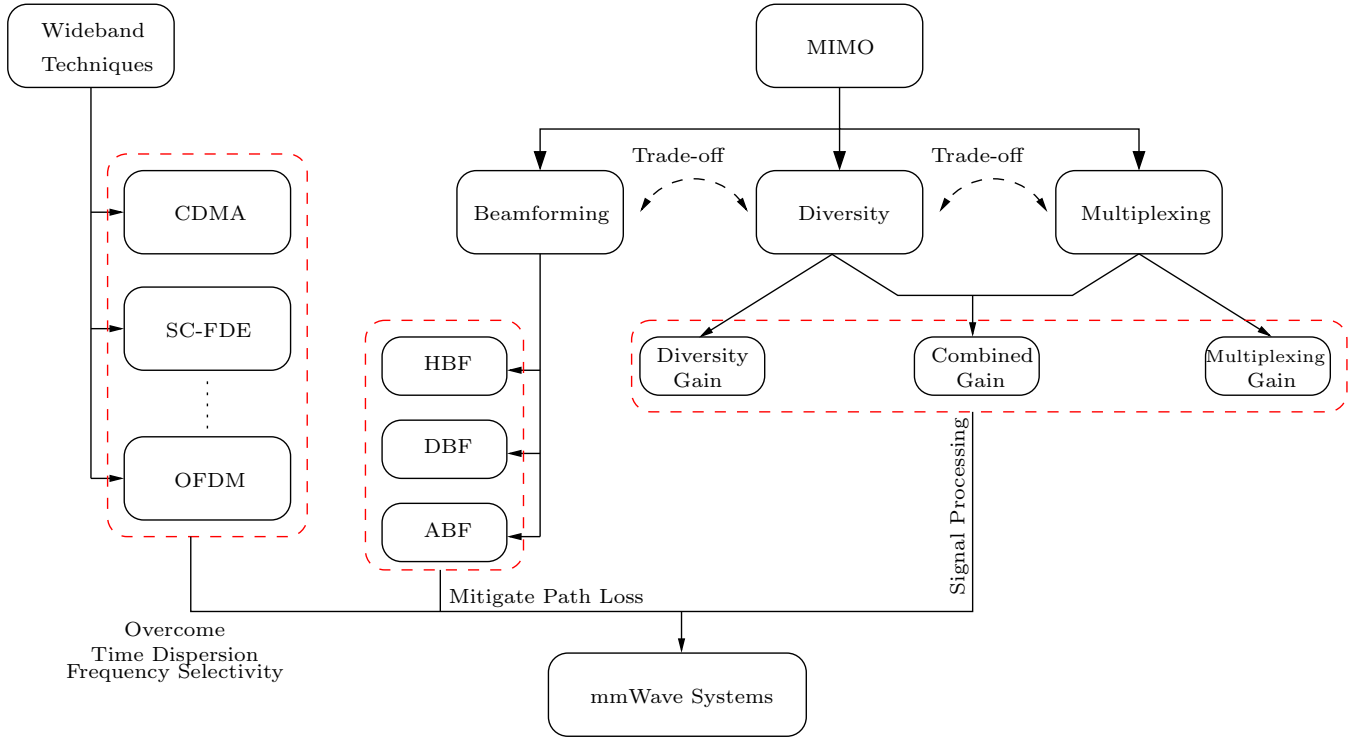 Wideband
Techniques
MIMO
Trade-off
Trade-off
CDMA
Beamforming
Diversity
Multiplexing
SC-FDE
HBF
Diversity
Gain
Combined
Gain
Multiplexing
Gain
DBF
OFDM
ABF
Signal Processing
Mitigate Path Loss
Overcome
Time Dispersion
Frequency Selectivity
mmWave Systems